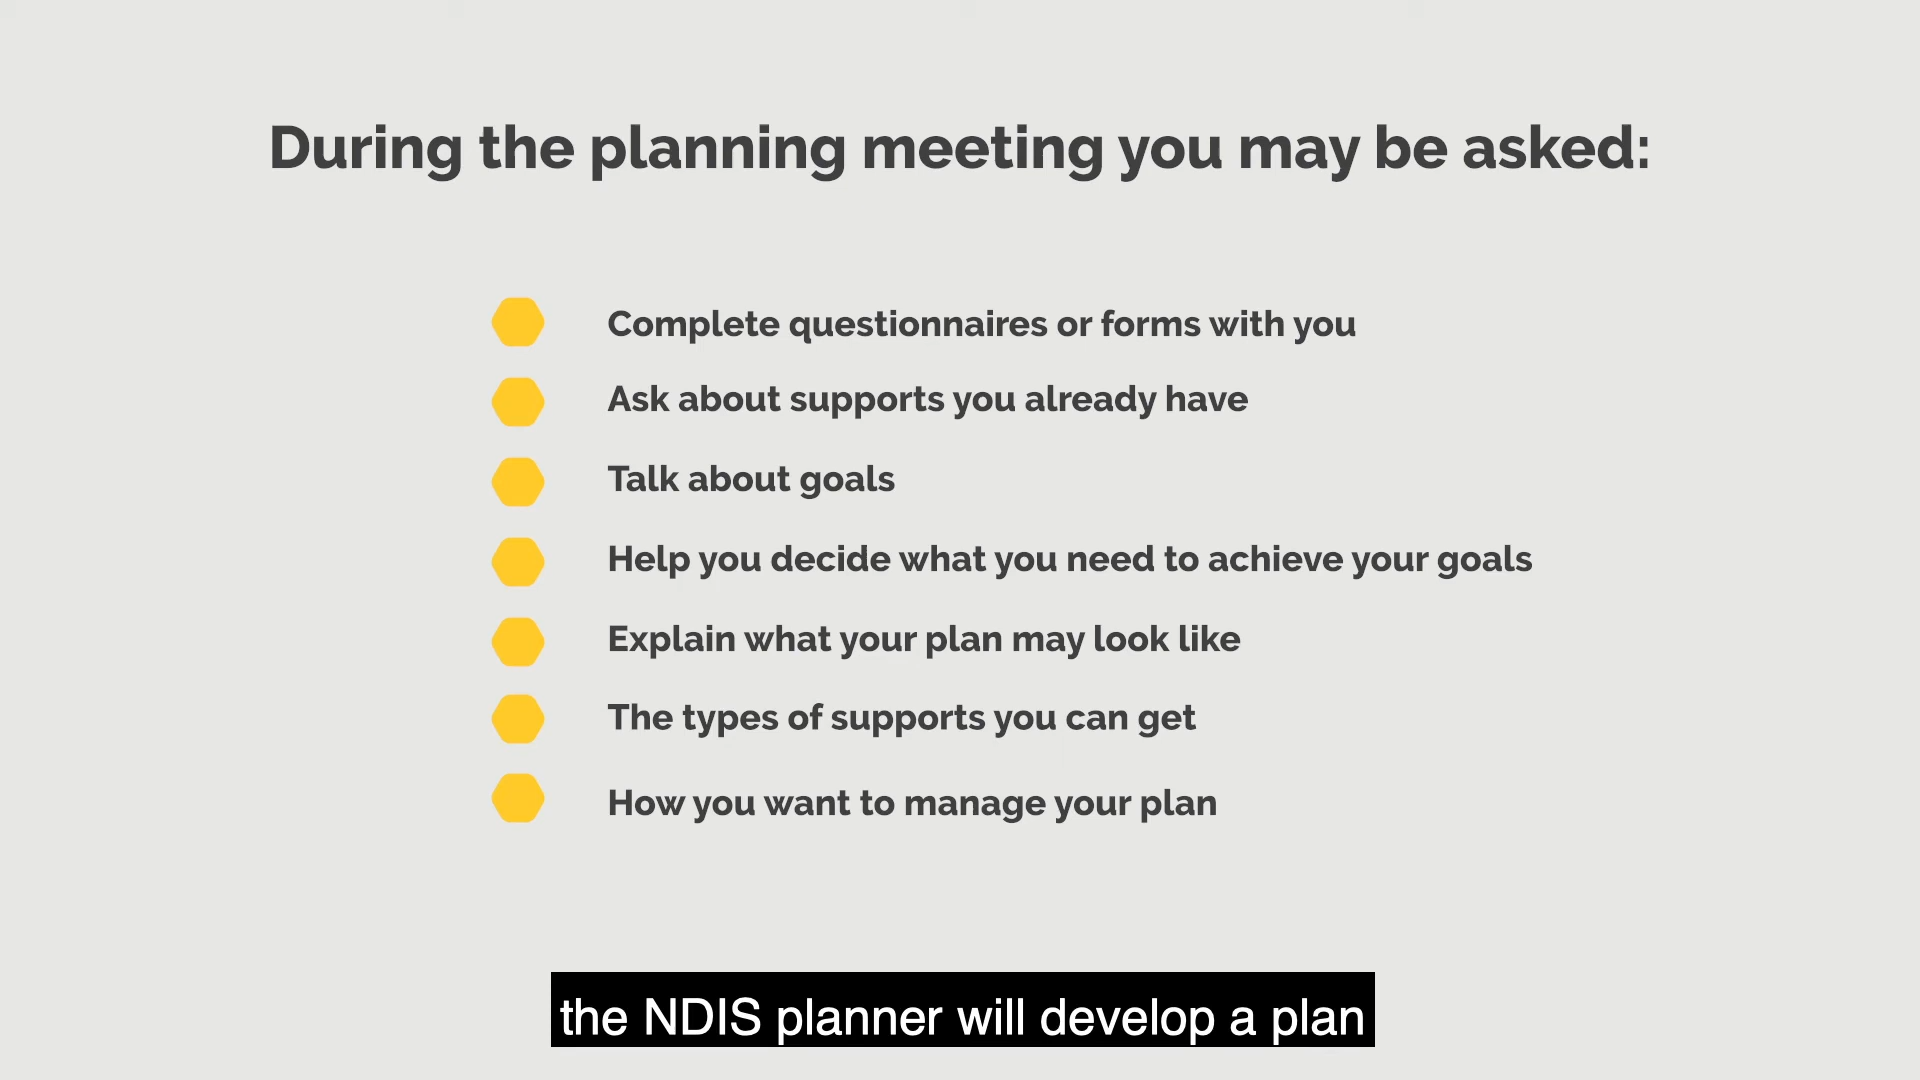 During the planning meeting you may be asked:
Complete questionnaires or forms with you
Ask about supports you already have
Talk about goals
Help you decide what you need to achieve your goals
Explain what your plan may look like
The types of supports you can get
How you want to manage your plan
the NDIS planner will develop a plan